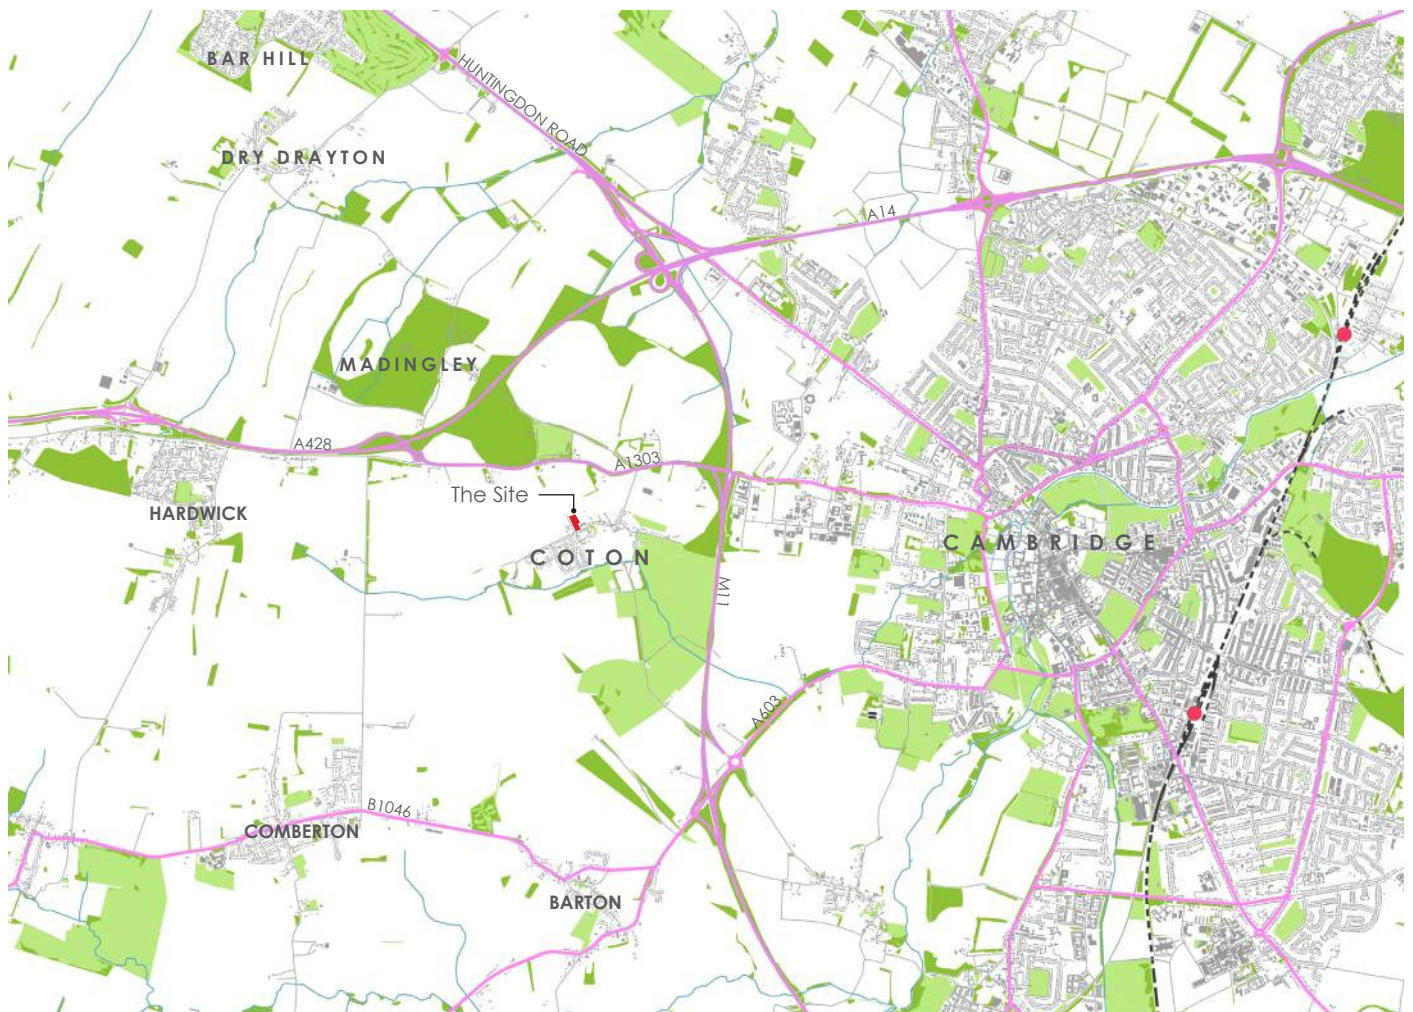 BAR HILL
HUNTINGDON ROAD
DRY DRAYTON
A14
MADINGLEY
A428
A1303
The Site
HARDWICK
COTON
CAMBRIDGE
M11
A603
B1046
COMBERTON
BARTON